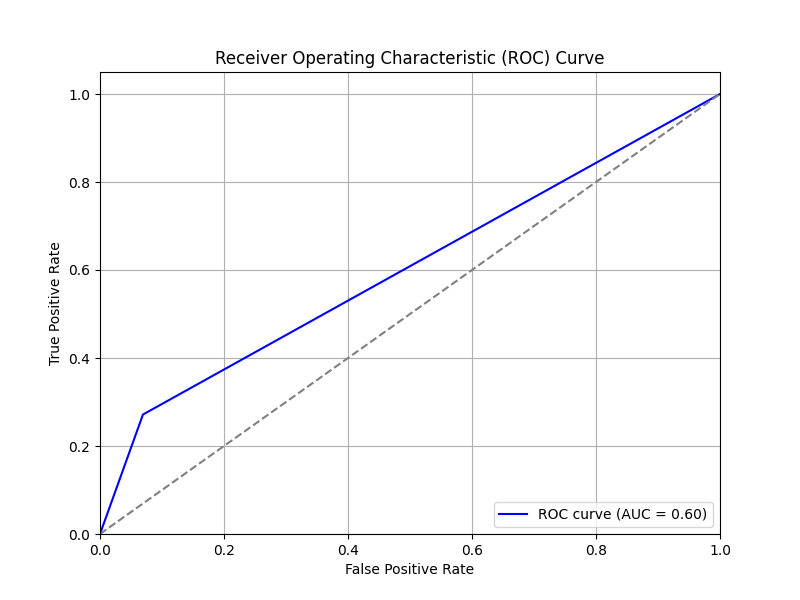 Receiver Operating Characteristic (ROC) Curve
1.0
0.8
0.6
0.4
0.2
0.0
True Positive Rate
ROC curve (AUC = 0.60)
0.0 0.2 0.4 0.6 0.8 1.0
False Positive Rate